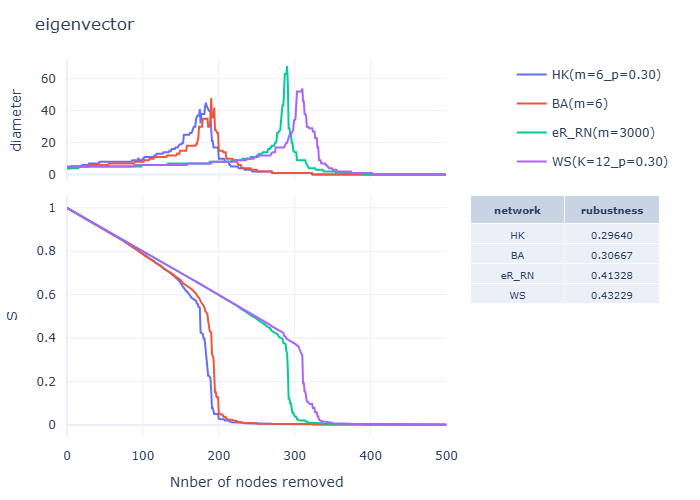 eigenvector
diameter
60
40
20
0
HK(m=6_p=0.30)
BA(m=6)
eR_RN(m=3000)
WS(K=12_p=0.30)
S
1
0.8
0.6
0.4
0.2
0
0 100 200 300 400 500
Nnber of nodes removed
network rubustness
HK 0.29640
BA 0.30667
eR_RN 0.41328
WS 0.43229